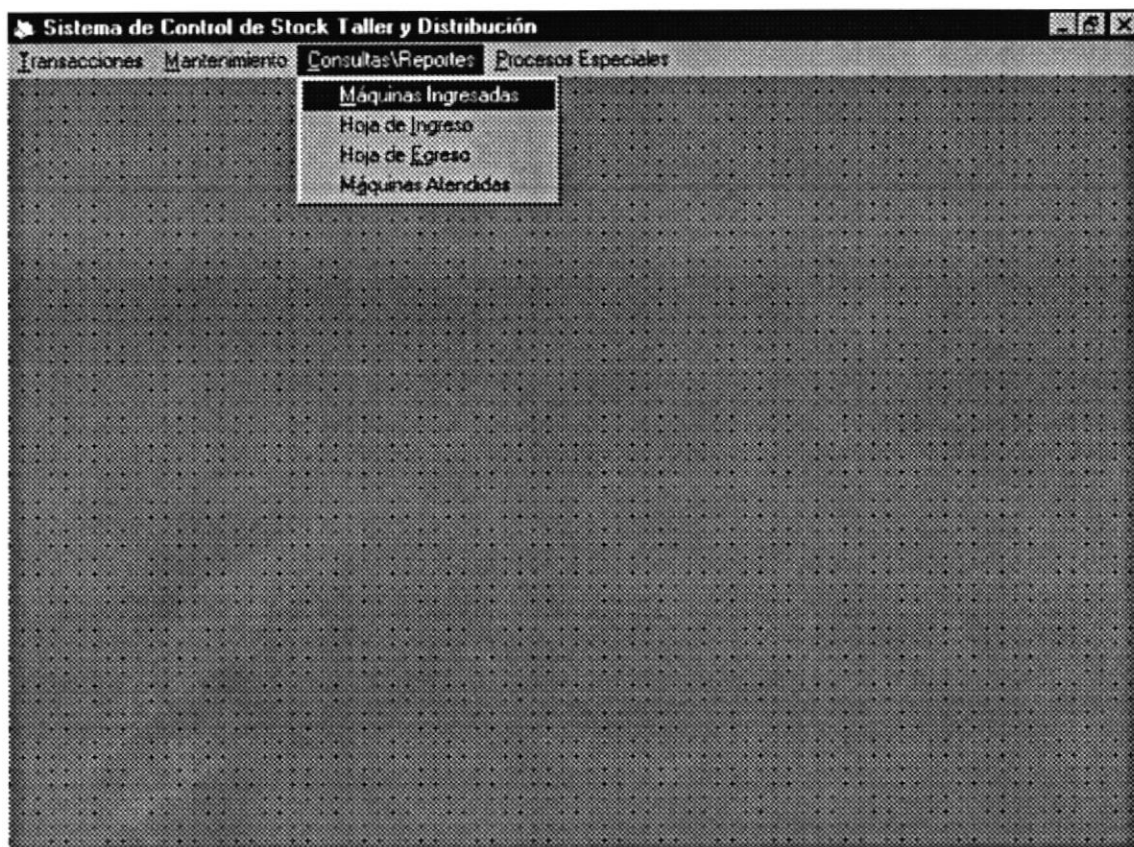 Sistema de Control de Stock Taller y Distribución
Transacciones Mantenimiento Consultas\Reportes Procesos Especiales
Máquinas Ingresadas
Hoja de Ingreso
Hoja de Egreso
Máquinas Atendidas